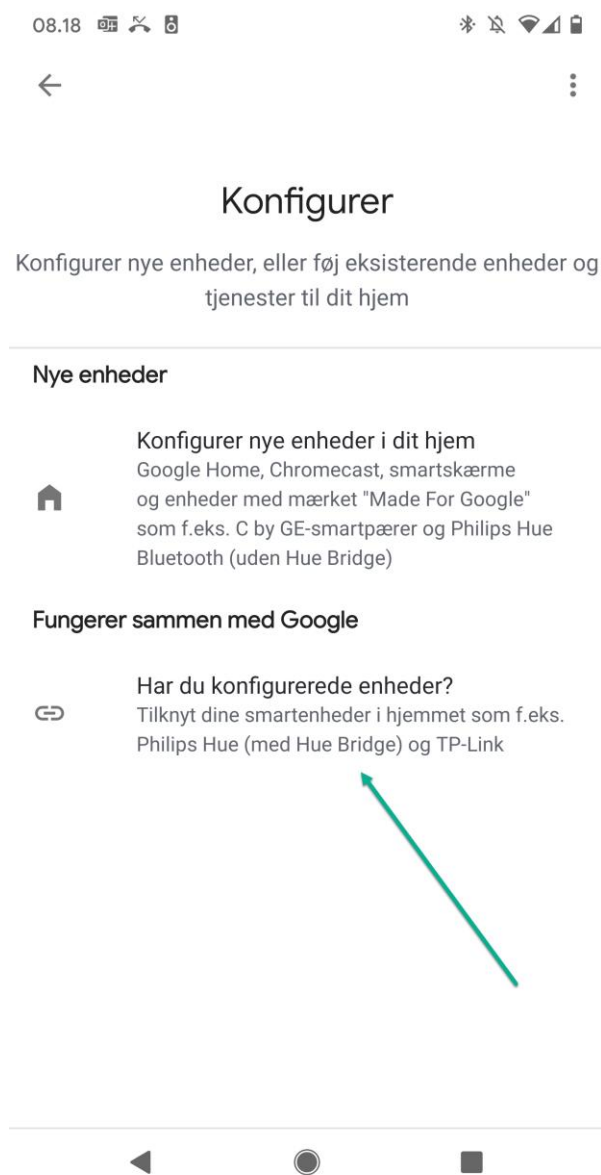 08.18
Konfigurer
Konfigurer nye enheder, eller føj eksisterende enheder og
tjenester til dit hjem
Nye enheder
Konfigurer nye enheder i dit hjem
Google Home, Chromecast, smartskærme
og enheder med mærket "Made For Google"
som f.eks. C by GE-smartpærer og Philips Hue
Bluetooth (uden Hue Bridge)
Fungerer sammen med Google
Har du konfigurerede enheder?
Tilknyt dine smartenheder i hjemmet som f.eks.
Philips Hue (med Hue Bridge) og TP-Link